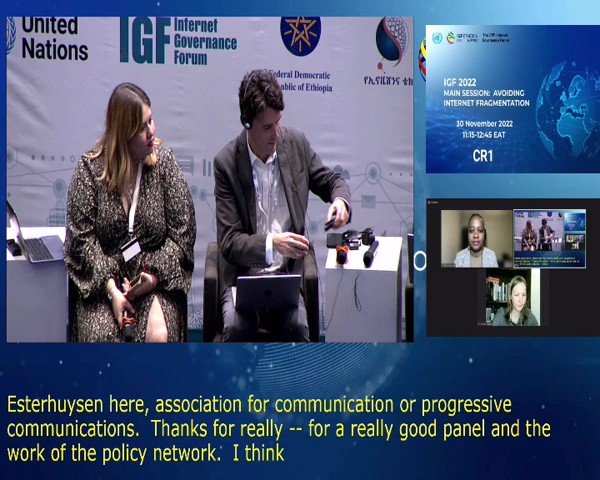 United
Nations
IGF
Internet
Governance
Forum
Federal Democratic
Republic of Ethiopia
የኢኖቬሽንና ቴክ
IGF 2022
MAIN SESSION: AVOIDING
INTERNET FRAGMENTATION
30 November 2022
11:15-12:45 EAT
CR1
Esterhuysen here, association for communication or progressive
communications. Thanks for really -- for a really good panel and the
work of the policy network. I think